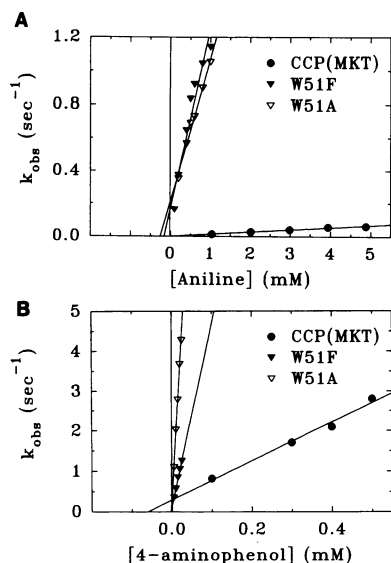 A
1.2
0.8
0.4
0.0
k_obs (sec⁻¹)
CCP(MKT)
W51F
W51A
0 1 2 3 4 5
[Aniline] (mM)
B
5
4
3
2
1
0
k_obs (sec⁻¹)
CCP(MKT)
W51F
W51A
0.0 0.2 0.4
[4-aminophenol] (mM)